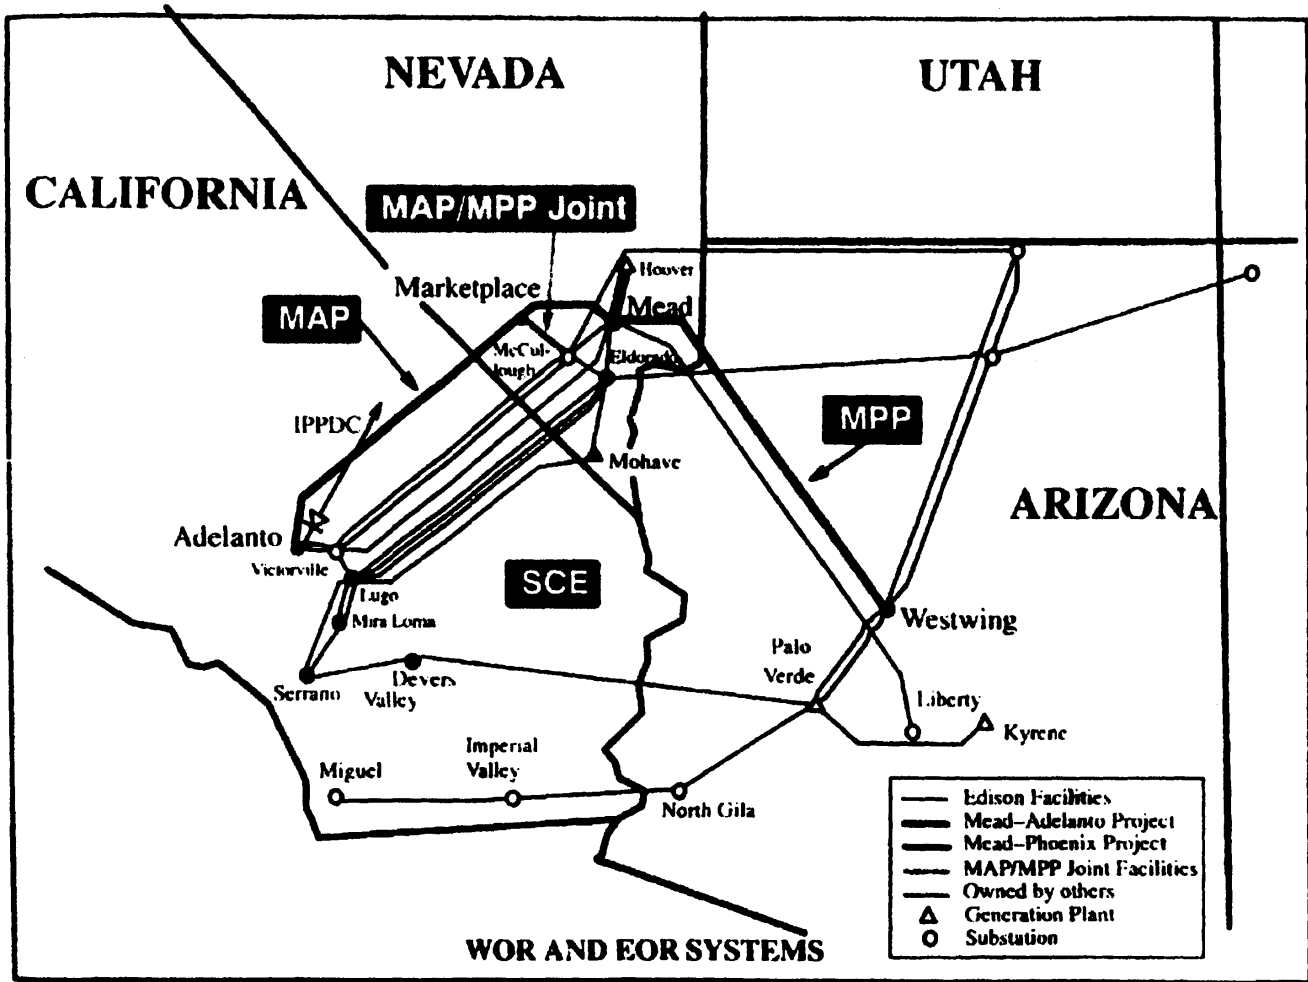 NEVADA
UTAH
CALIFORNIA
MAP/MPP Joint
Hoover
Marketplace
Mead
MAP
McCul-
lough
Eldorado
IPPDC
MPP
Mohave
ARIZONA
Adelanto
Victorville
SCE
Lugo
Mira Loma
Westwing
Palo
Verde
Serrano
Devers
Valley
Liberty
Kyrene
Imperial
Valley
Miguel
North Gila
Edison Facilities
Mead-Adelanto Project
Mead-Phoenix Project
MAP/MPP Joint Facilities
Owned by others
Generation Plant
Substation
WOR AND EOR SYSTEMS